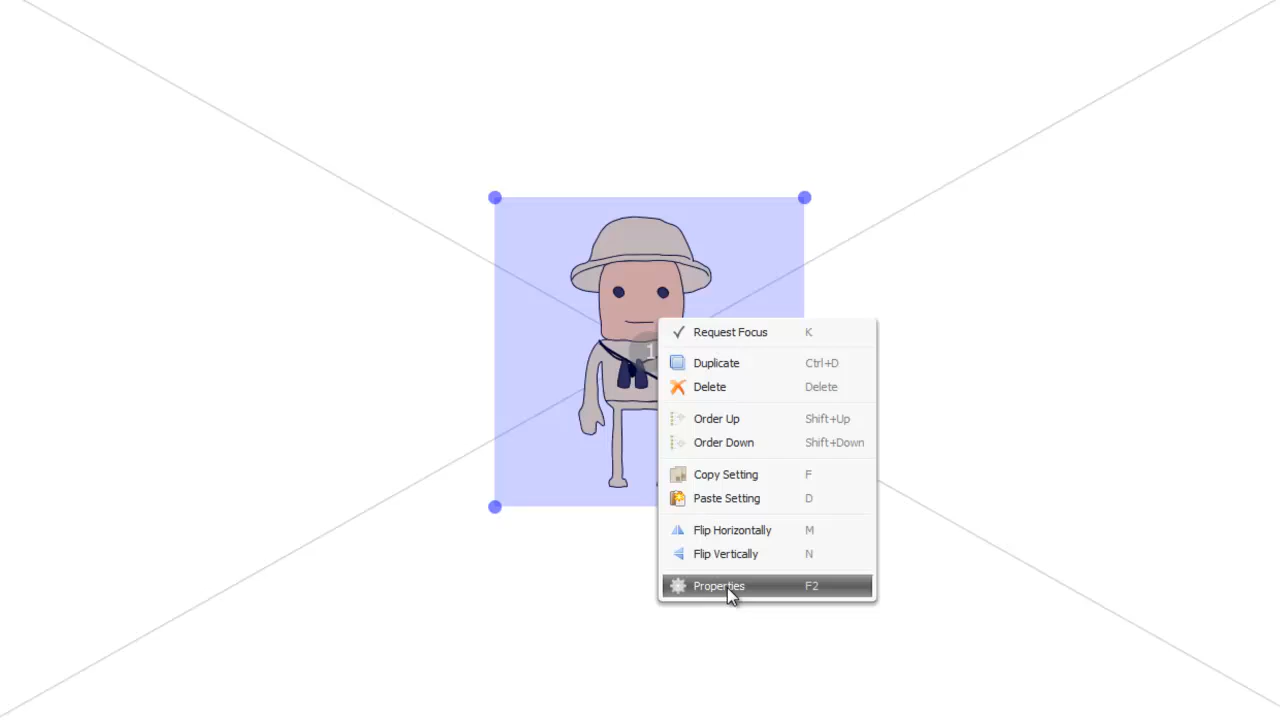 1
Request Focus K
Duplicate Ctrl+D
Delete Delete
Order Up Shift+Up
Order Down Shift+Down
Copy Setting F
Paste Setting D
Flip Horizontally M
Flip Vertically N
Properties F2